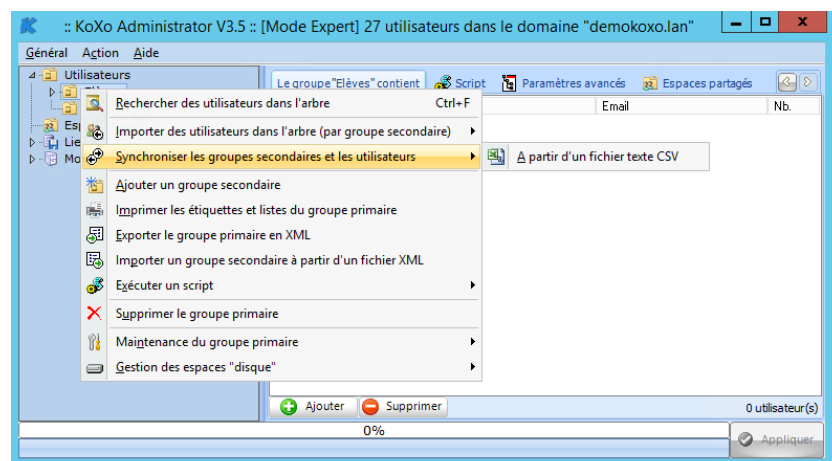 :: KoXo Administrator V3.5 :: [Mode Expert] 27 utilisateurs dans le domaine "demokoxo.lan"
Général Action Aide
Utilisateurs
Le groupe "Elèves" contient Script Paramètres avancés Espaces partagés
Email Nb.
Rechercher des utilisateurs dans l'arbre Ctrl+F
Importer des utilisateurs dans l'arbre (par groupe secondaire)
Synchroniser les groupes secondaires et les utilisateurs
A partir d'un fichier texte CSV
Ajouter un groupe secondaire
Imprimer les étiquettes et listes du groupe primaire
Exporter le groupe primaire en XML
Importer un groupe secondaire à partir d'un fichier XML
Exécuter un script
Supprimer le groupe primaire
Maintenance du groupe primaire
Gestion des espaces "disque"
Ajouter Supprimer 0 utilisateur(s)
0%
Appliquer